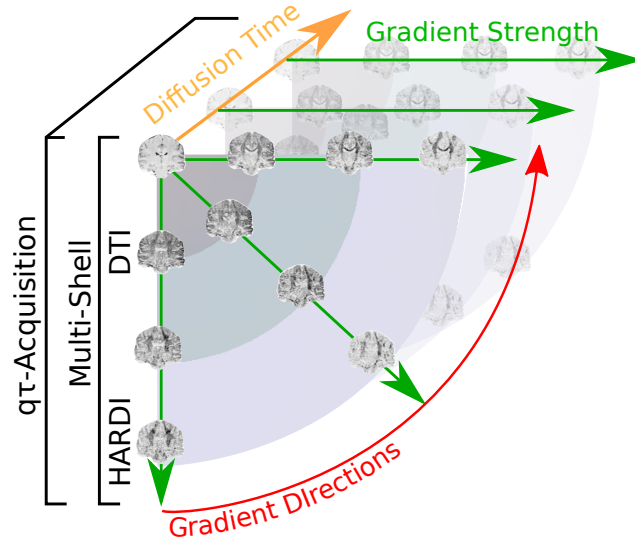 Diffusion Time
Gradient Strength
qτ-Acquisition
Multi-Shell
DTI
HARDI
Gradient DIrections